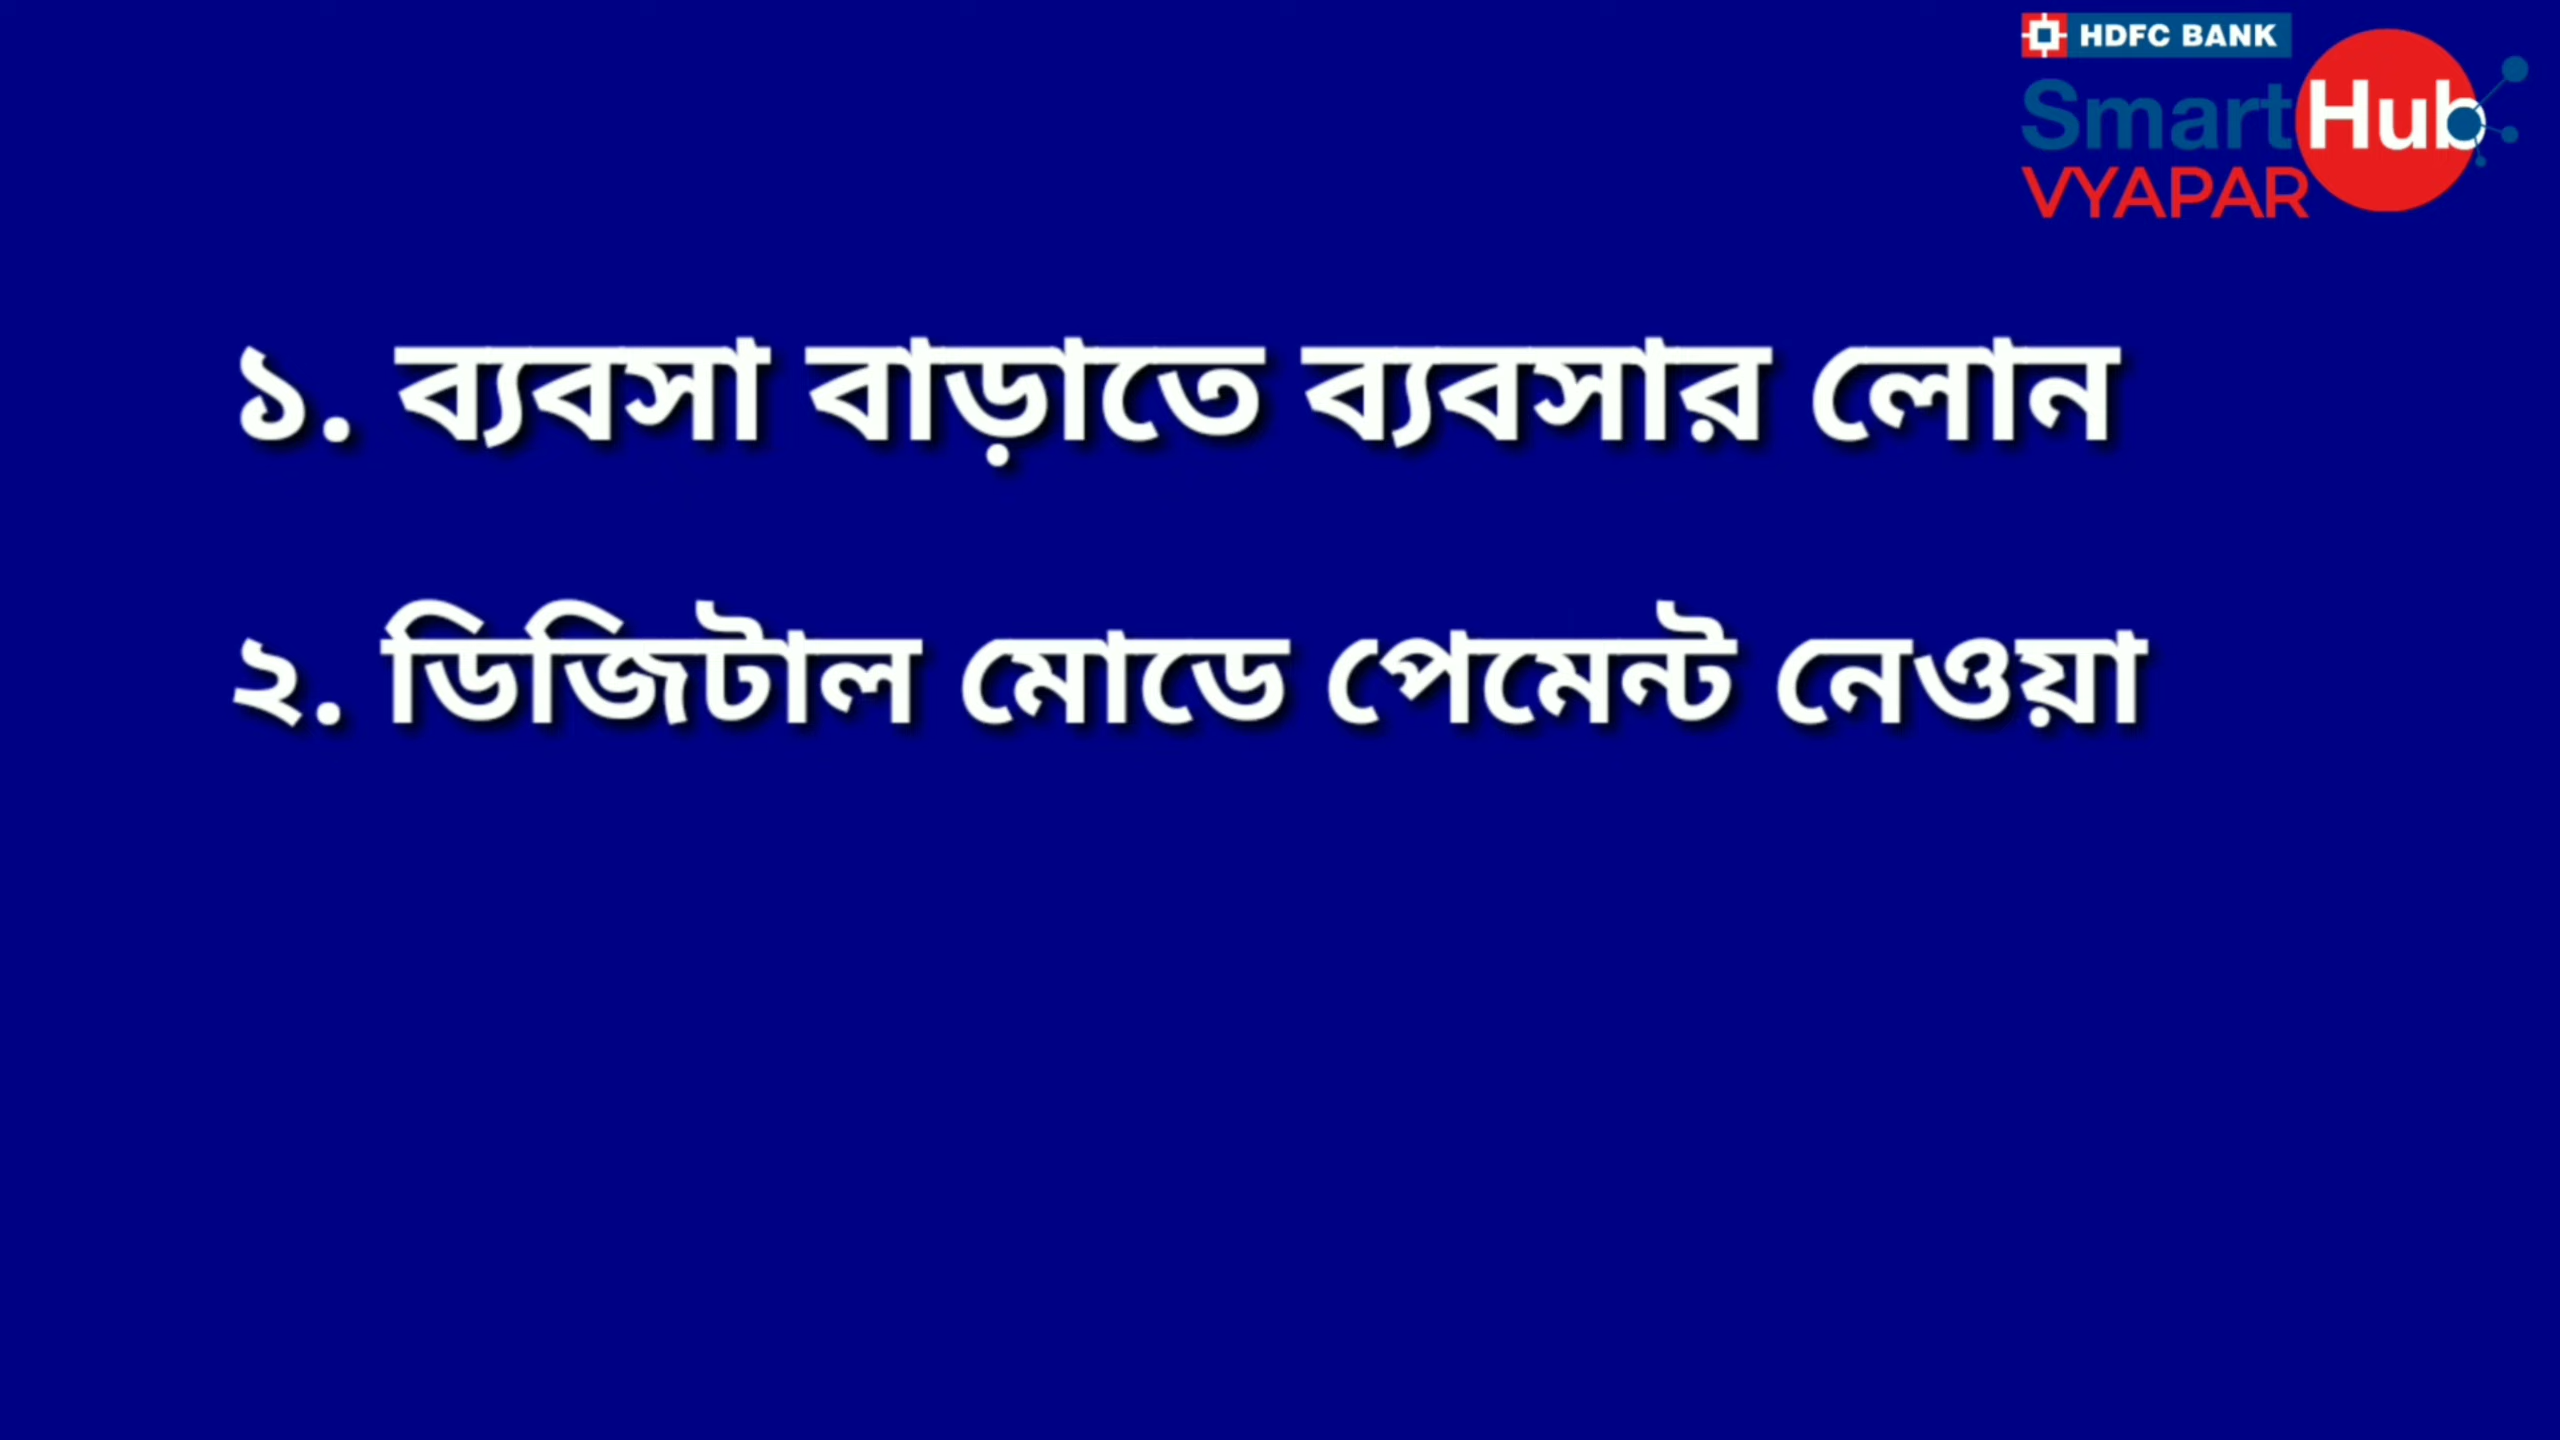 HDFC BANK
SmartHub
VYAPAR
১. ব্যবসা বাড়াতে ব্যবসার লোন
২. ডিজিটাল মোডে পেমেন্ট নেওয়া